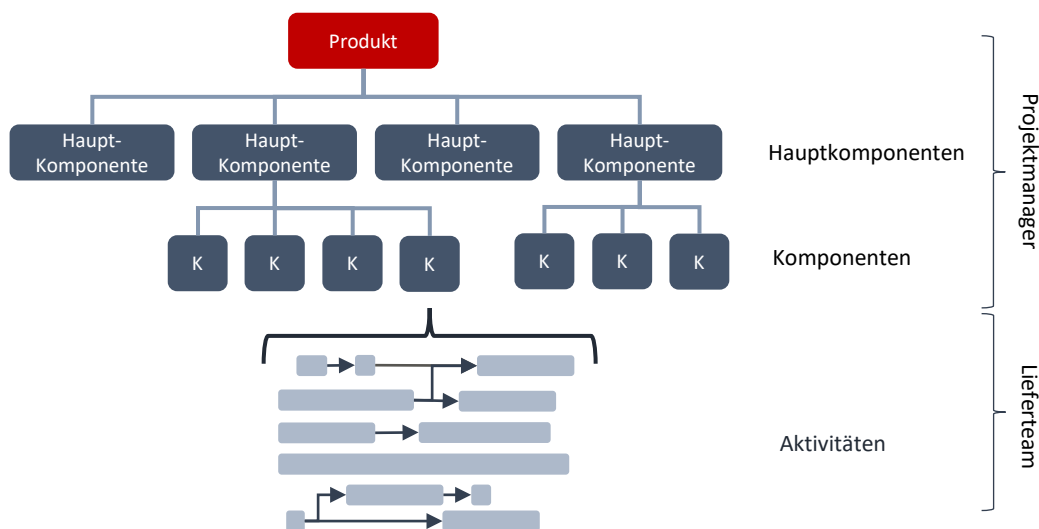 Produkt
Haupt-
Komponente
Haupt-
Komponente
Haupt-
Komponente
Haupt-
Komponente
Hauptkomponenten
Projektmanager
K
K
K
K
K
K
K
Komponenten
Aktivitäten
Lieferteam